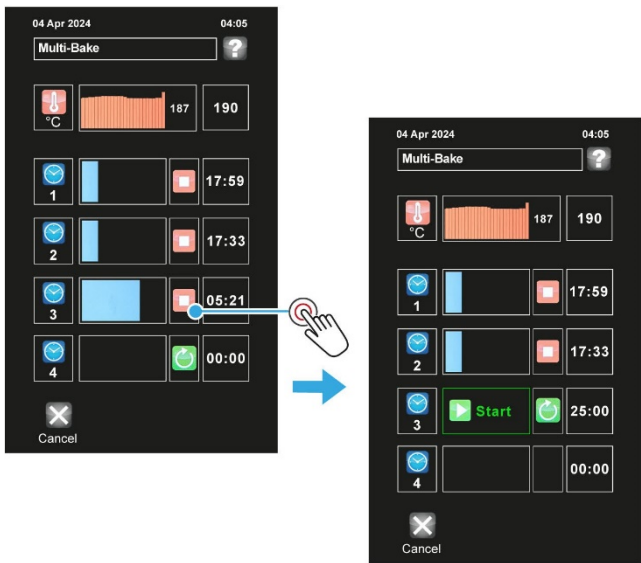 04 Apr 2024 04:05
Multi-Bake ?
°C 187 190
1 17:59
2 17:33
3 05:21
4 00:00
Cancel
04 Apr 2024 04:05
Multi-Bake ?
°C 187 190
1 17:59
2 17:33
3 Start 25:00
4 00:00
Cancel